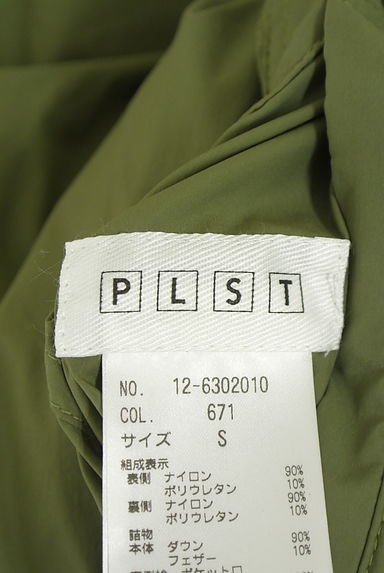 PLST
NO. 12-6302010
COL. 671
サイズ S
組成表示
表側 ナイロン 90%
ポリウレタン 10%
裏側 ナイロン 90%
ポリウレタン 10%
詰物
本体 ダウン 90%
フェザー 10%